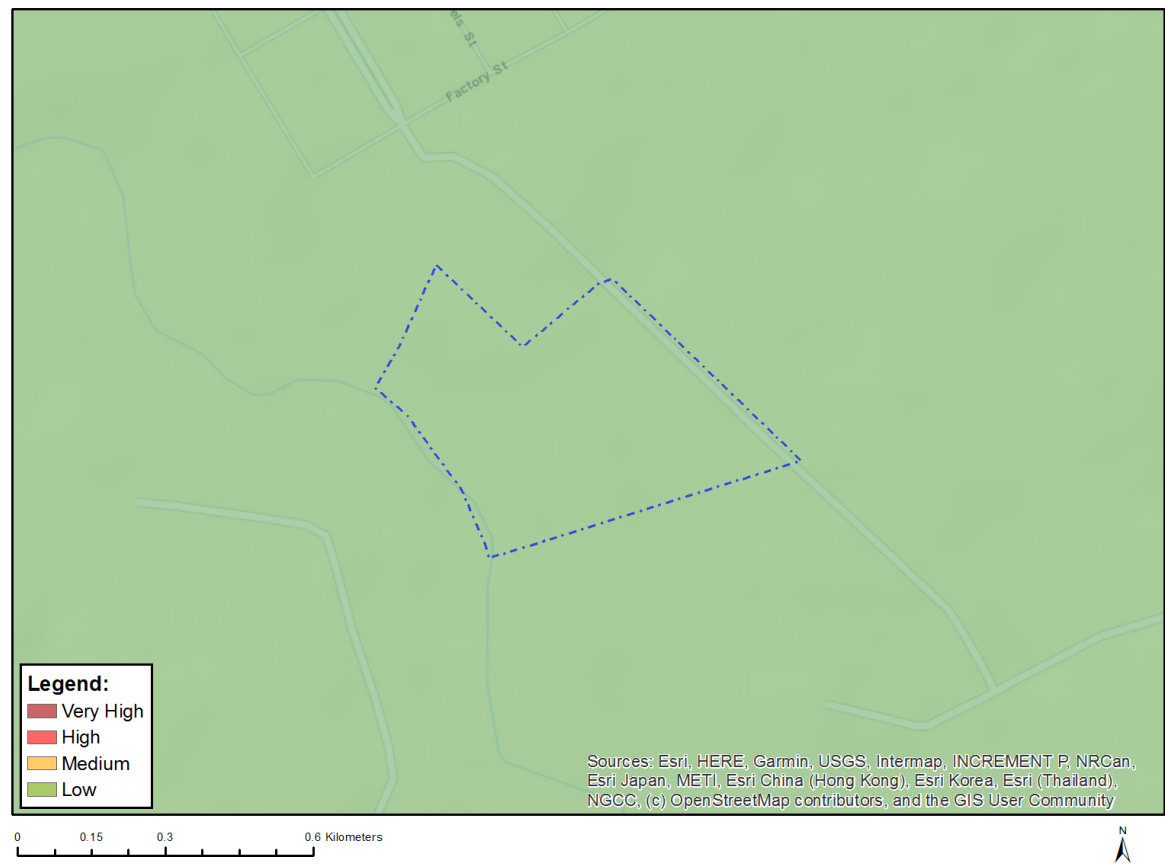 Factory St
Legend:
Very High
High
Medium
Low
Sources: Esri, HERE, Garmin, USGS, Intermap, INCREMENT P, NRCan,
Esri Japan, METI, Esri China (Hong Kong), Esri Korea, Esri (Thailand),
NGCC, (c) OpenStreetMap contributors, and the GIS User Community
0 0.15 0.3 0.6 Kilometers
N